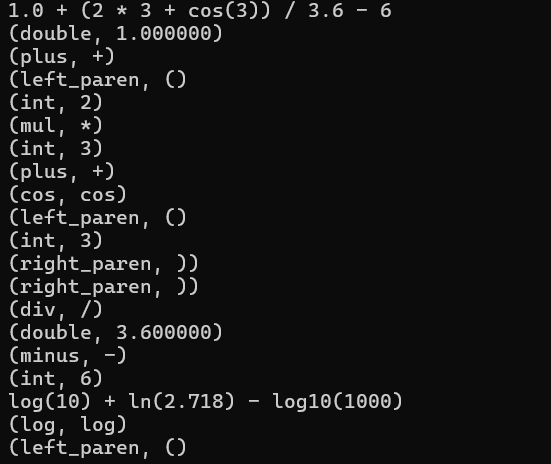 1.0 + (2 * 3 + cos(3)) / 3.6 - 6
(double, 1.000000)
(plus, +)
(left_paren, ()
(int, 2)
(mul, *)
(int, 3)
(plus, +)
(cos, cos)
(left_paren, ()
(int, 3)
(right_paren, ))
(right_paren, ))
(div, /)
(double, 3.600000)
(minus, -)
(int, 6)
log(10) + ln(2.718) - log10(1000)
(log, log)
(left_paren, ()